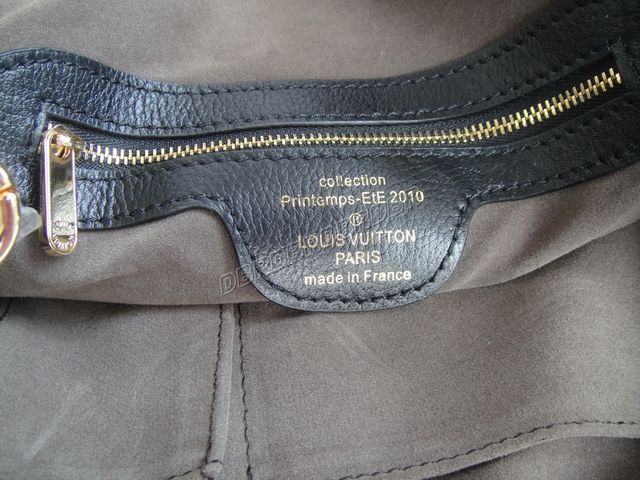 collection
Printemps-EtE 2010
®
LOUIS VUITTON
PARIS
made in France